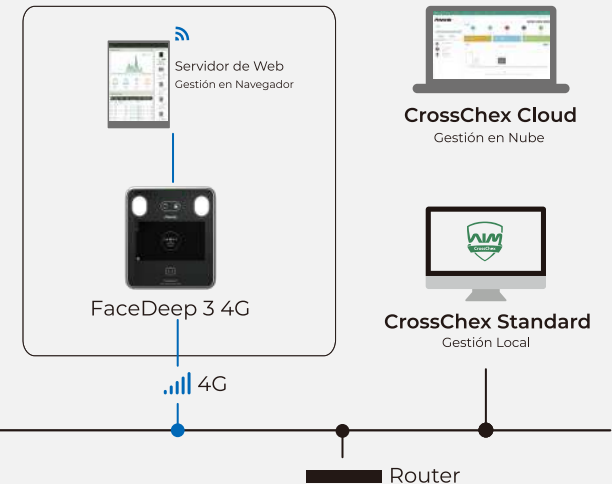 Servidor de Web
Gestión en Navegador
FaceDeep 3 4G
4G
CrossChex Cloud
Gestión en Nube
CrossChex
CrossChex Standard
Gestión Local
Router